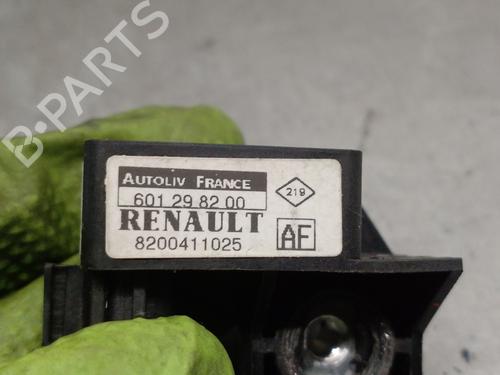 B-PARTS
AUTOLIV FRANCE
601 29 82 00
219
RENAULT
AF
8200411025